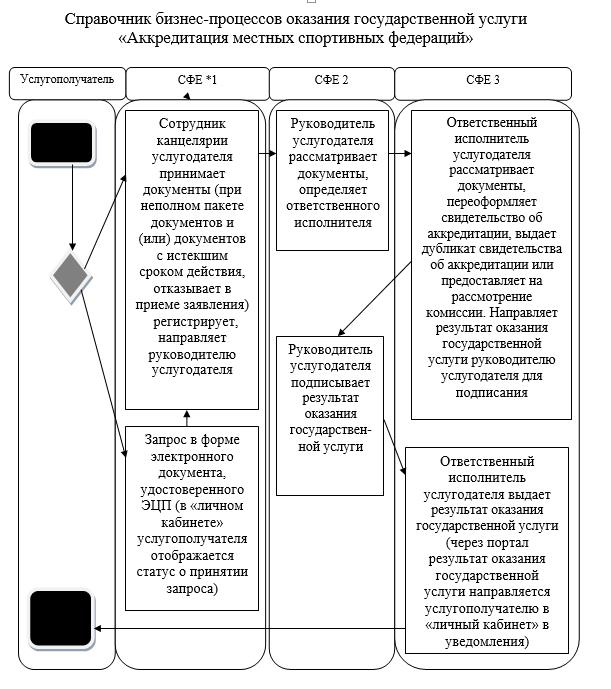 Справочник бизнес-процессов оказания государственной услуги
«Аккредитация местных спортивных федераций»
Услугополучатель
СФЕ *1
СФЕ 2
СФЕ 3
Сотрудник
канцелярии
услугодателя
принимает
документы (при
неполном пакете
документов и
(или) документов
с истекшим
сроком действия,
отказывает в
приеме заявления)
регистрирует,
направляет
руководителю
услугодателя
Руководитель
услугодателя
рассматривает
документы,
определяет
ответственного
исполнителя
Ответственный
исполнитель
услугодателя
рассматривает
документы,
переоформляет
свидетельство об
аккредитации, выдает
дубликат свидетельства
об аккредитации или
предоставляет на
рассмотрение
комиссии. Направляет
результат оказания
государственной
услуги руководителю
услугодателя для
подписания
Руководитель
услугодателя
подписывает
результат
оказания
государствен-
ной услуги
Запрос в форме
электронного
документа,
удостоверенного
ЭЦП (в «личном
кабинете»
услугополучателя
отображается
статус о принятии
запроса)
Ответственный
исполнитель
услугодателя выдает
результат оказания
государственной услуги
(через портал
результат оказания
государственной
услуги направляется
услугополучателю в
«личный кабинет» в
уведомления)